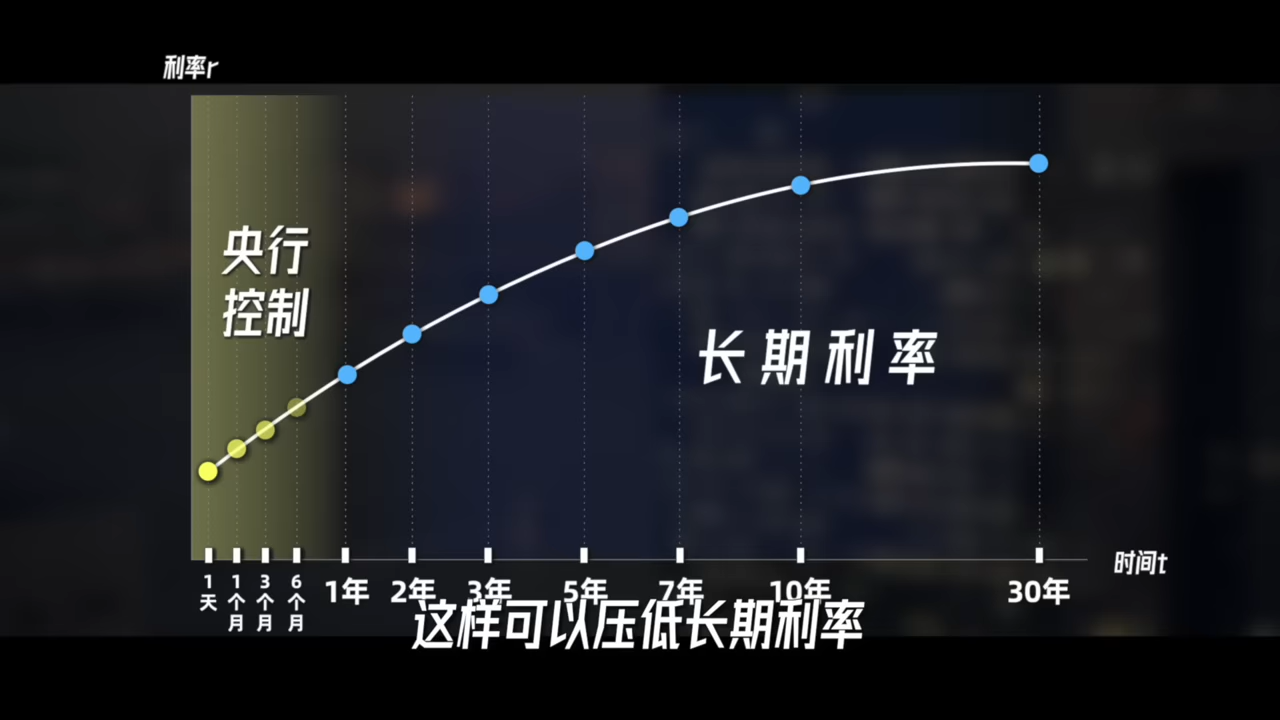 利率r
央行
控制
长期利率
时间t
1天 1个月 3个月 6个月 1年 2年 3年 5年 7年 10年 30年
这样可以压低长期利率